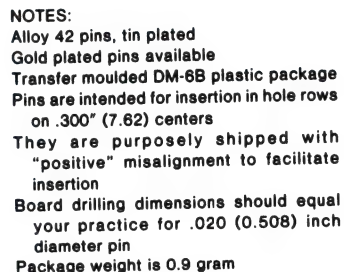 NOTES:
Alloy 42 pins, tin plated
Gold plated pins available
Transfer moulded DM-6B plastic package
Pins are intended for insertion in hole rows
on .300" (7.62) centers
They are purposely shipped with
"positive" misalignment to facilitate
insertion
Board drilling dimensions should equal
your practice for .020 (0.508) inch
diameter pin
Package weight is 0.9 gram